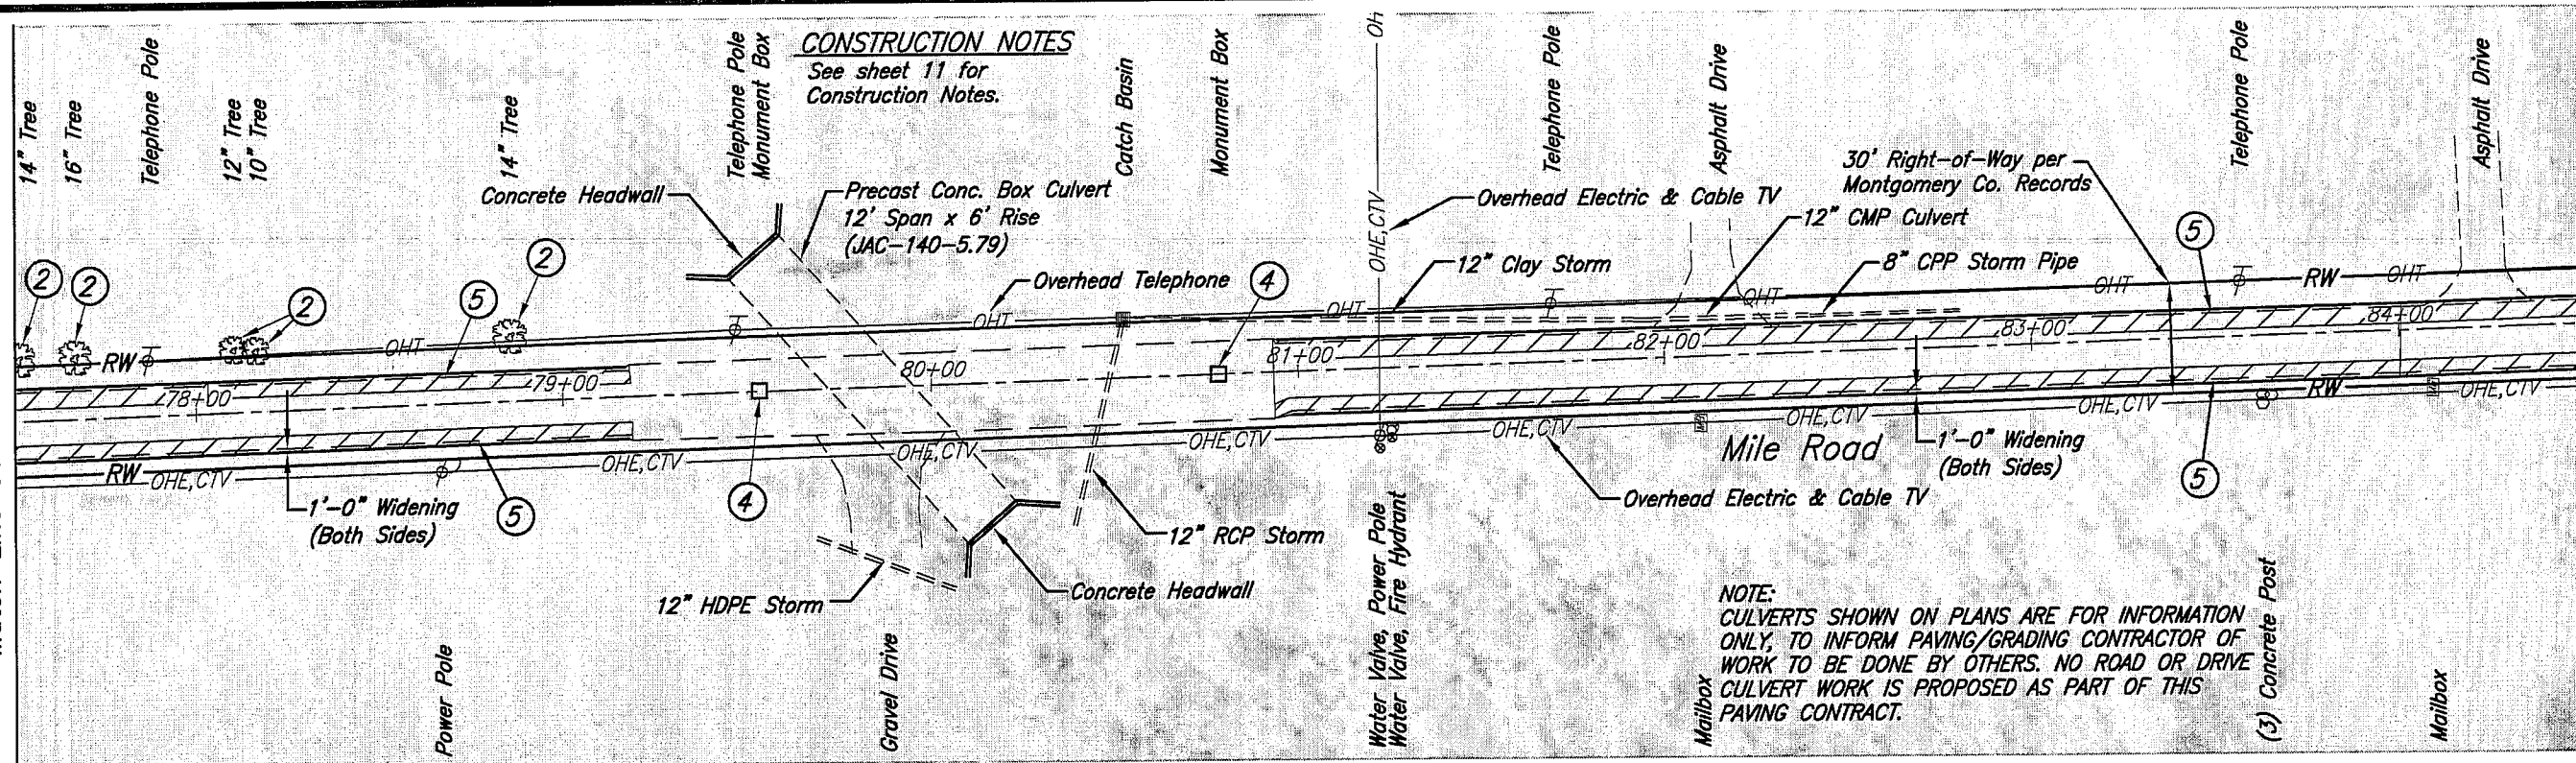 14" Tree
16" Tree
Telephone Pole
12" Tree
10" Tree
14" Tree
Telephone Pole
Monument Box
CONSTRUCTION NOTES
See sheet 11 for
Construction Notes.
Catch Basin
Monument Box
OH
OHE,CTV
OH
Telephone Pole
Asphalt Drive
Telephone Pole
Asphalt Drive
Concrete Headwall
Precast Conc. Box Culvert
12' Span x 6' Rise
(JAC-140-5.79)
Overhead Electric & Cable TV
30' Right-of-Way per
Montgomery Co. Records
12" CMP Culvert
12" Clay Storm
8" CPP Storm Pipe
Overhead Telephone
2
2
2
5
2
4
5
RW
OHT
OHT
OHT
OHT
OHT
RW
OHT
78+00
79+00
80+00
81+00
82+00
83+00
84+00
RW
OHE,CTV
OHE,CTV
OHE,CTV
OHE,CTV
OHE,CTV
OHE,CTV
OHE,CTV
RW
OHE,CTV
1'-0" Widening
(Both Sides)
5
4
Mile Road
1'-0" Widening
(Both Sides)
5
Overhead Electric & Cable TV
12" RCP Storm
12" HDPE Storm
Concrete Headwall
Power Pole
Gravel Drive
Water Valve, Power Pole
Water Valve, Fire Hydrant
Mailbox
NOTE:
CULVERTS SHOWN ON PLANS ARE FOR INFORMATION
ONLY, TO INFORM PAVING/GRADING CONTRACTOR OF
WORK TO BE DONE BY OTHERS. NO ROAD OR DRIVE
CULVERT WORK IS PROPOSED AS PART OF THIS
PAVING CONTRACT.
(3) Concrete Post
Mailbox